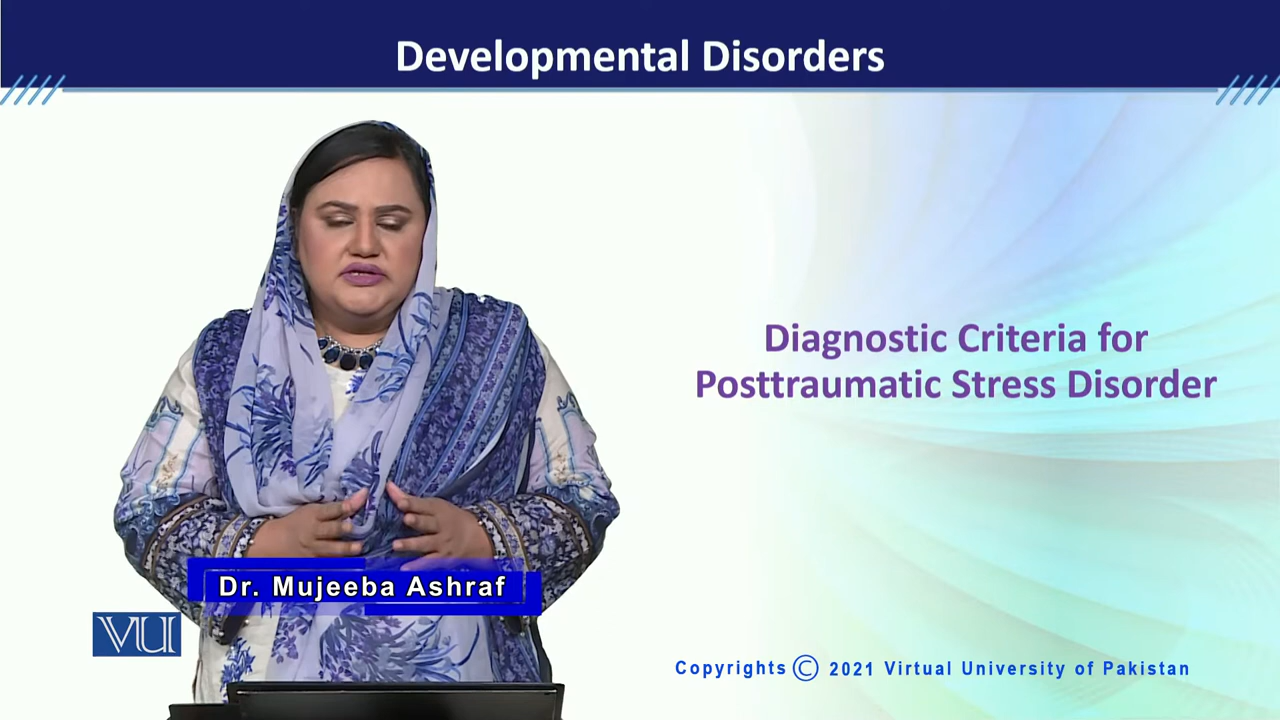 Developmental Disorders
Diagnostic Criteria for
Posttraumatic Stress Disorder
Dr. Mujeeba Ashraf
VU
Copyrights © 2021 Virtual University of Pakistan